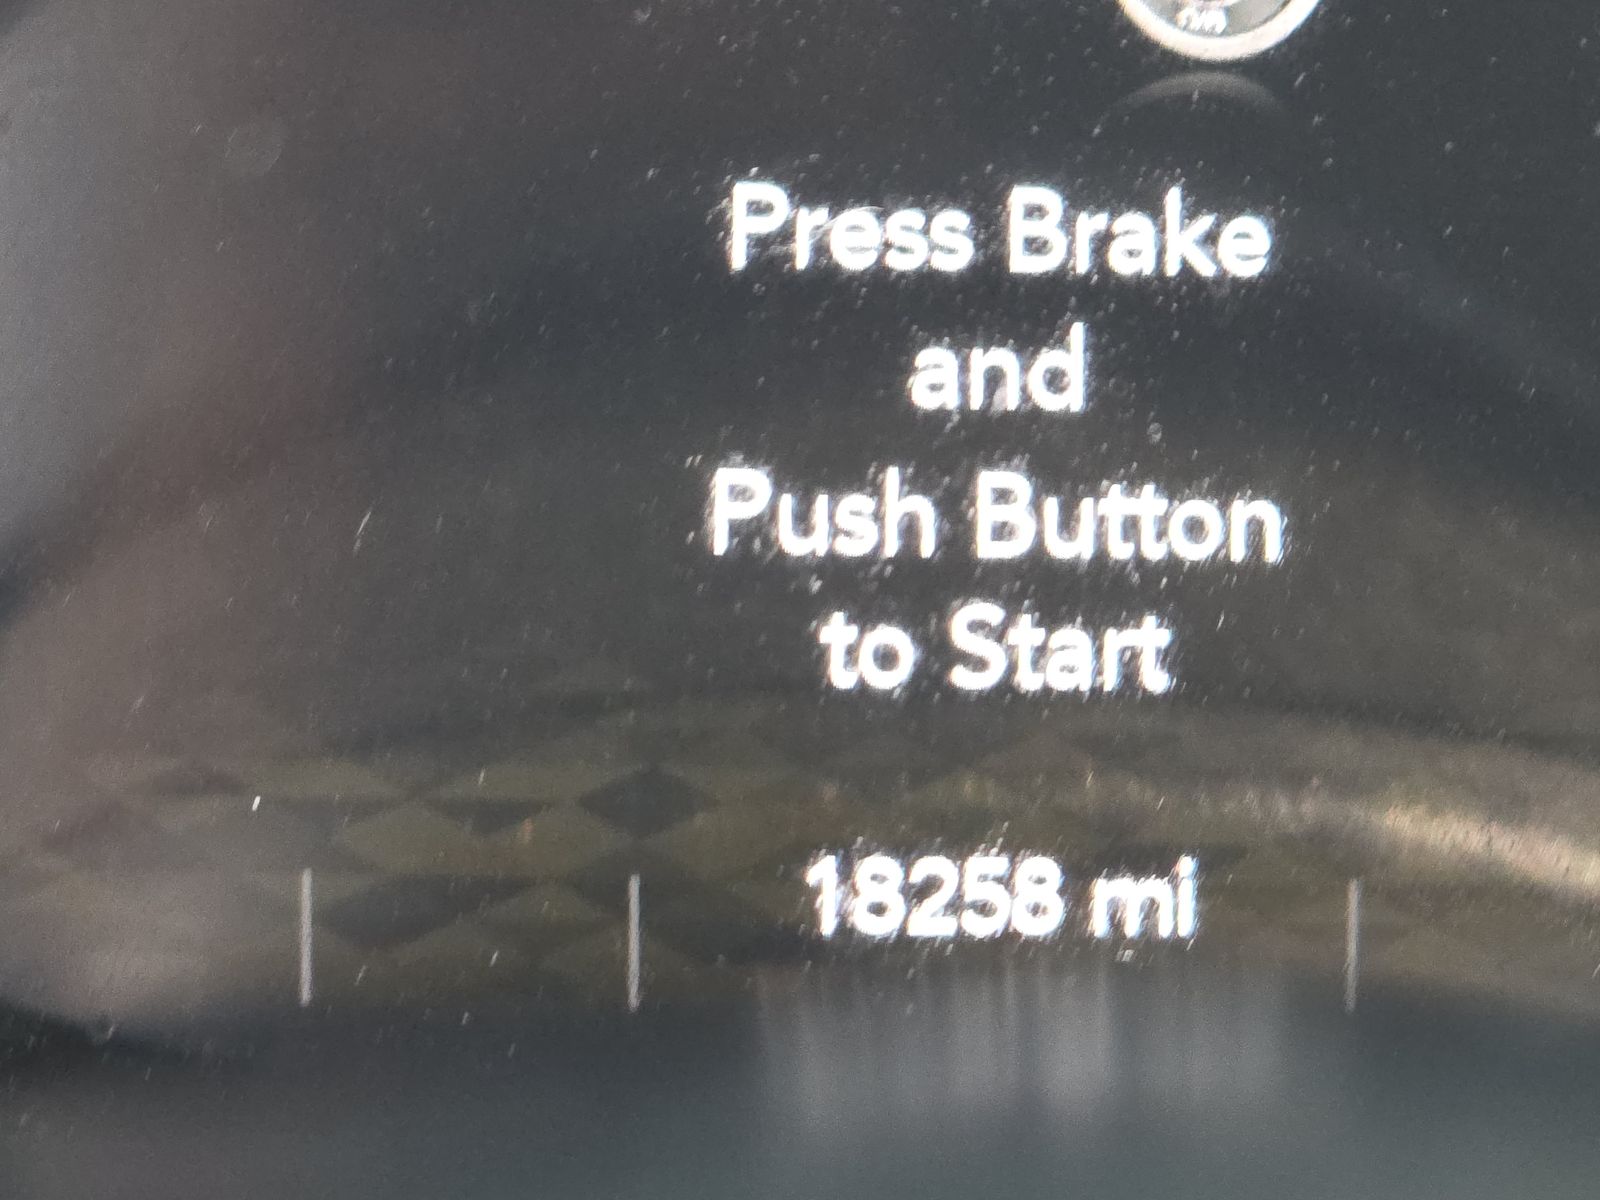 Press Brake
and
Push Button
to Start
18258 mi